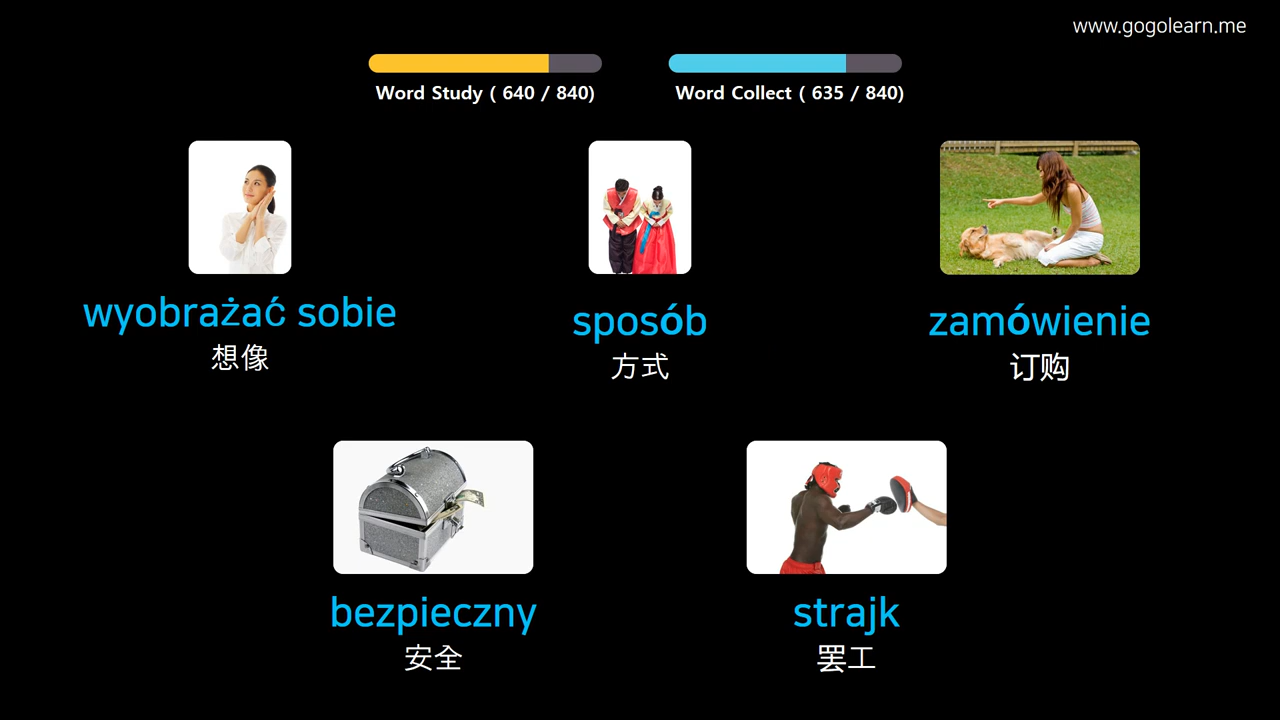 www.gogolearn.me
Word Study ( 640 / 840)
Word Collect ( 635 / 840)
wyobrażać sobie
想像
sposób
方式
zamówienie
订购
bezpieczny
安全
strajk
罢工